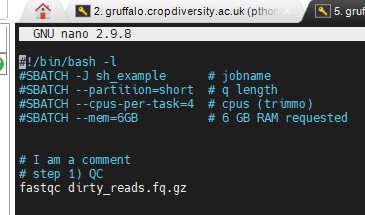 2. gruffalo.cropdiversity.ac.uk (pthom
5. gruf
GNU nano 2.9.8
#!/bin/bash -l
#SBATCH -J sh_example # jobname
#SBATCH --partition=short # q length
#SBATCH --cpus-per-task=4 # cpus (trimmo)
#SBATCH --mem=6GB # 6 GB RAM requested
# I am a comment
# step 1) QC
fastqc dirty_reads.fq.gz